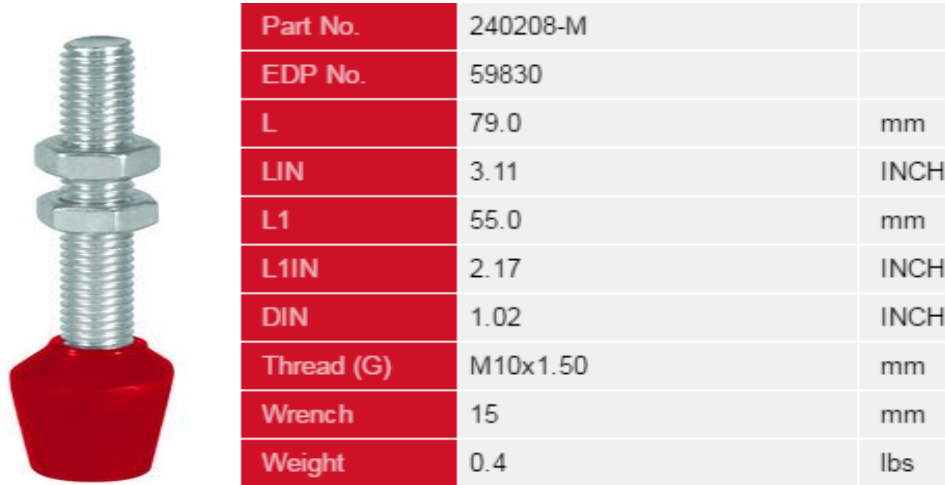 Part No. 240208-M
EDP No. 59830
L 79.0 mm
LIN 3.11 INCH
L1 55.0 mm
L1IN 2.17 INCH
DIN 1.02 INCH
Thread (G) M10x1.50 mm
Wrench 15 mm
Weight 0.4 lbs